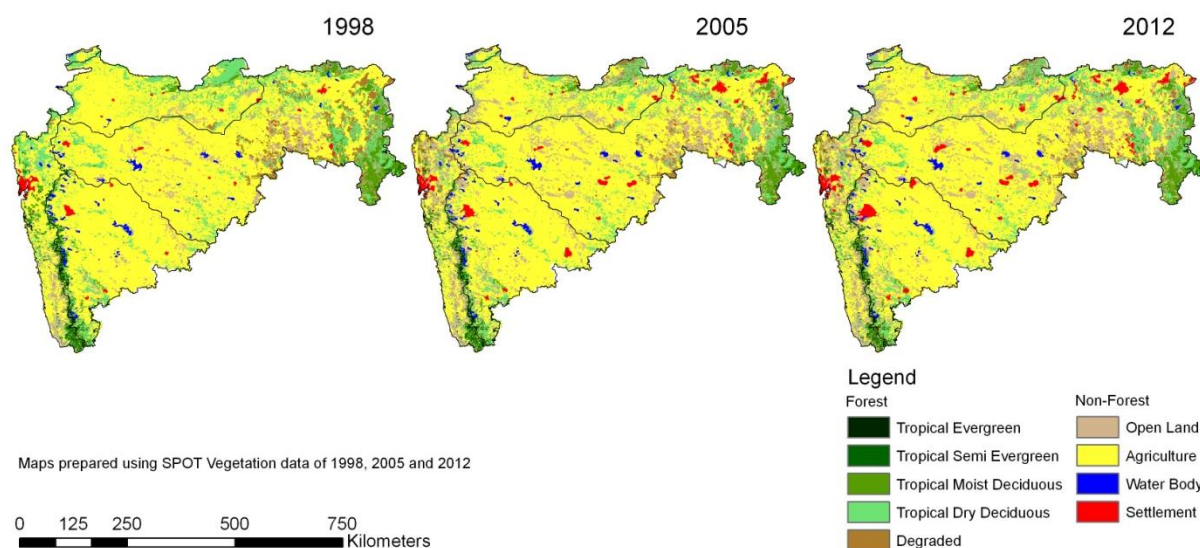 1998
2005
2012
Legend
Forest
Non-Forest
Tropical Evergreen
Open Land
Tropical Semi Evergreen
Agriculture
Tropical Moist Deciduous
Water Body
Tropical Dry Deciduous
Settlement
Degraded
Maps prepared using SPOT Vegetation data of 1998, 2005 and 2012
0 125 250 500 750
Kilometers